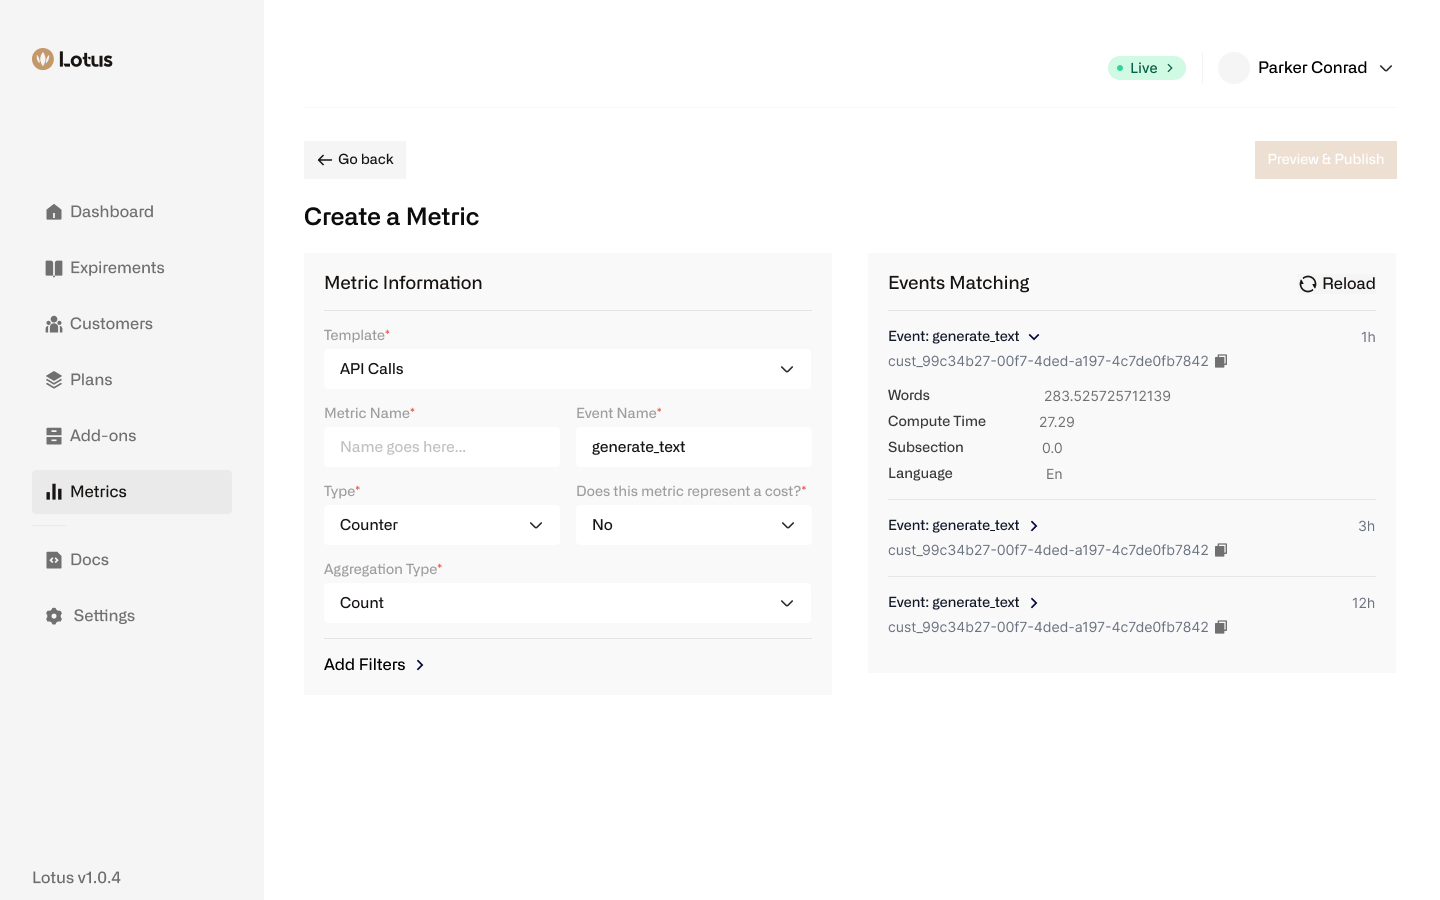 Lotus
Live
Parker Conrad
Go back
Preview & Publish
Dashboard
Expirements
Customers
Plans
Add-ons
Metrics
Docs
Settings
Lotus v1.0.4
Create a Metric
Metric Information
Template*
API Calls
Metric Name*
Event Name*
Name goes here...
generate_text
Type*
Does this metric represent a cost?*
Counter
No
Aggregation Type*
Count
Add Filters
Events Matching
Reload
Event: generate_text
1h
cust_99c34b27-00f7-4ded-a197-4c7de0fb7842
Words 283.525725712139
Compute Time 27.29
Subsection 0.0
Language En
Event: generate_text
3h
cust_99c34b27-00f7-4ded-a197-4c7de0fb7842
Event: generate_text
12h
cust_99c34b27-00f7-4ded-a197-4c7de0fb7842